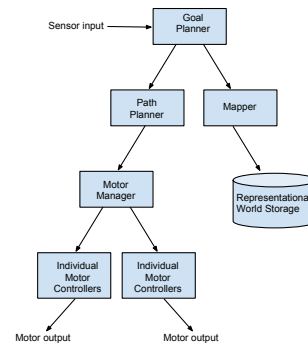 Sensor input
Goal
Planner
Path
Planner
Mapper
Motor
Manager
Representational
World Storage
Individual
Motor
Controllers
Individual
Motor
Controllers
Motor output
Motor output